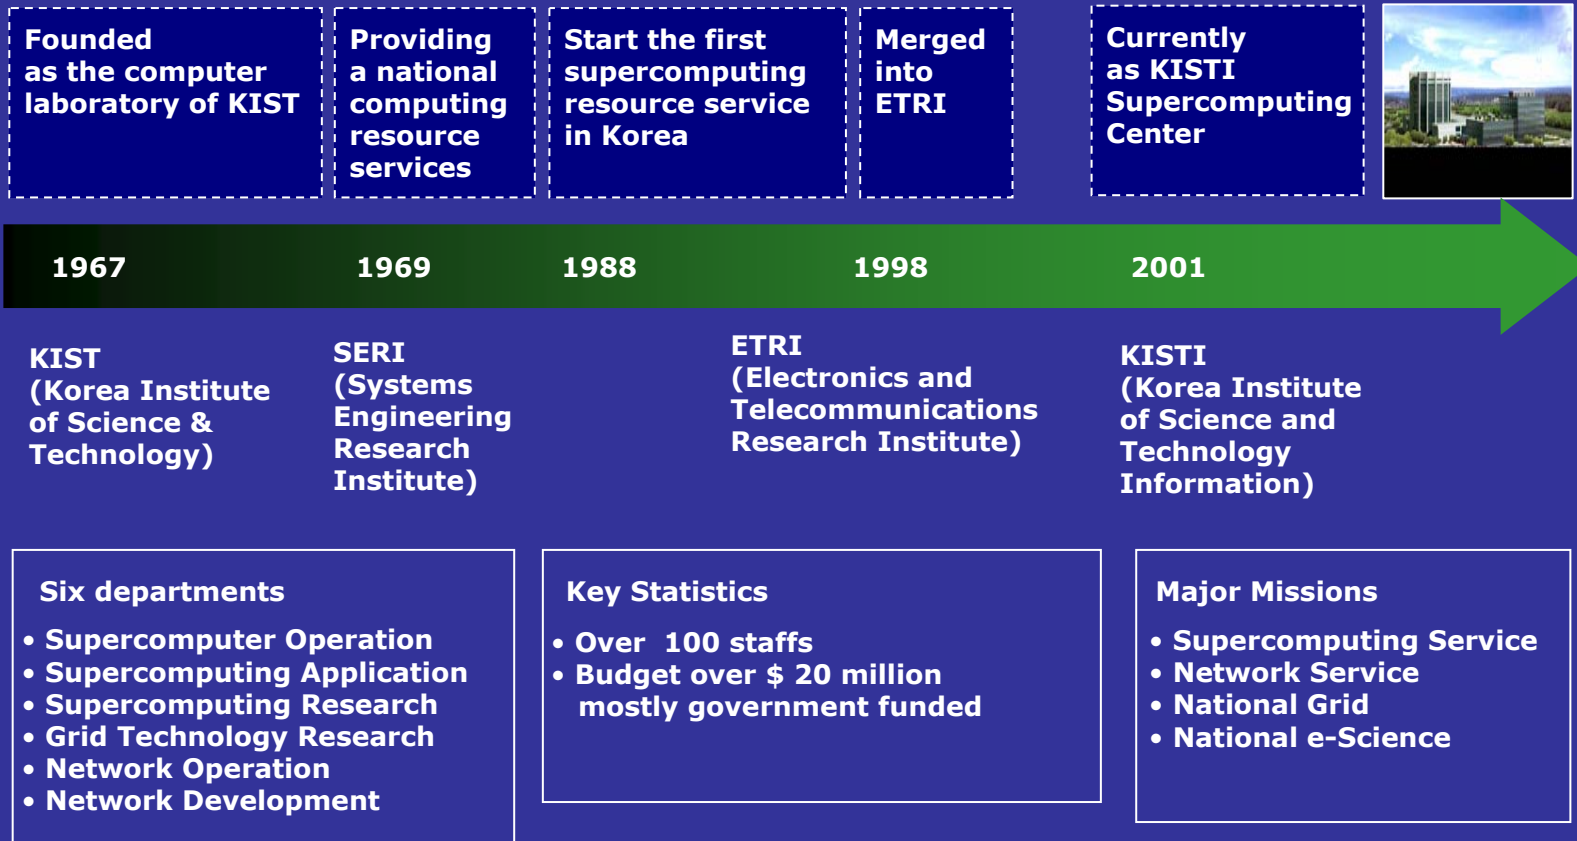 Founded
as the computer
laboratory of KIST
Providing
a national
computing
resource
services
Start the first
supercomputing
resource service
in Korea
Merged
into
ETRI
Currently
as KISTI
Supercomputing
Center
1967
1969
1988
1998
2001
KIST
(Korea Institute
of Science &
Technology)
SERI
(Systems
Engineering
Research
Institute)
ETRI
(Electronics and
Telecommunications
Research Institute)
KISTI
(Korea Institute
of Science and
Technology
Information)
Six departments
• Supercomputer Operation
• Supercomputing Application
• Supercomputing Research
• Grid Technology Research
• Network Operation
• Network Development
Key Statistics
• Over 100 staffs
• Budget over $ 20 million
mostly government funded
Major Missions
• Supercomputing Service
• Network Service
• National Grid
• National e-Science